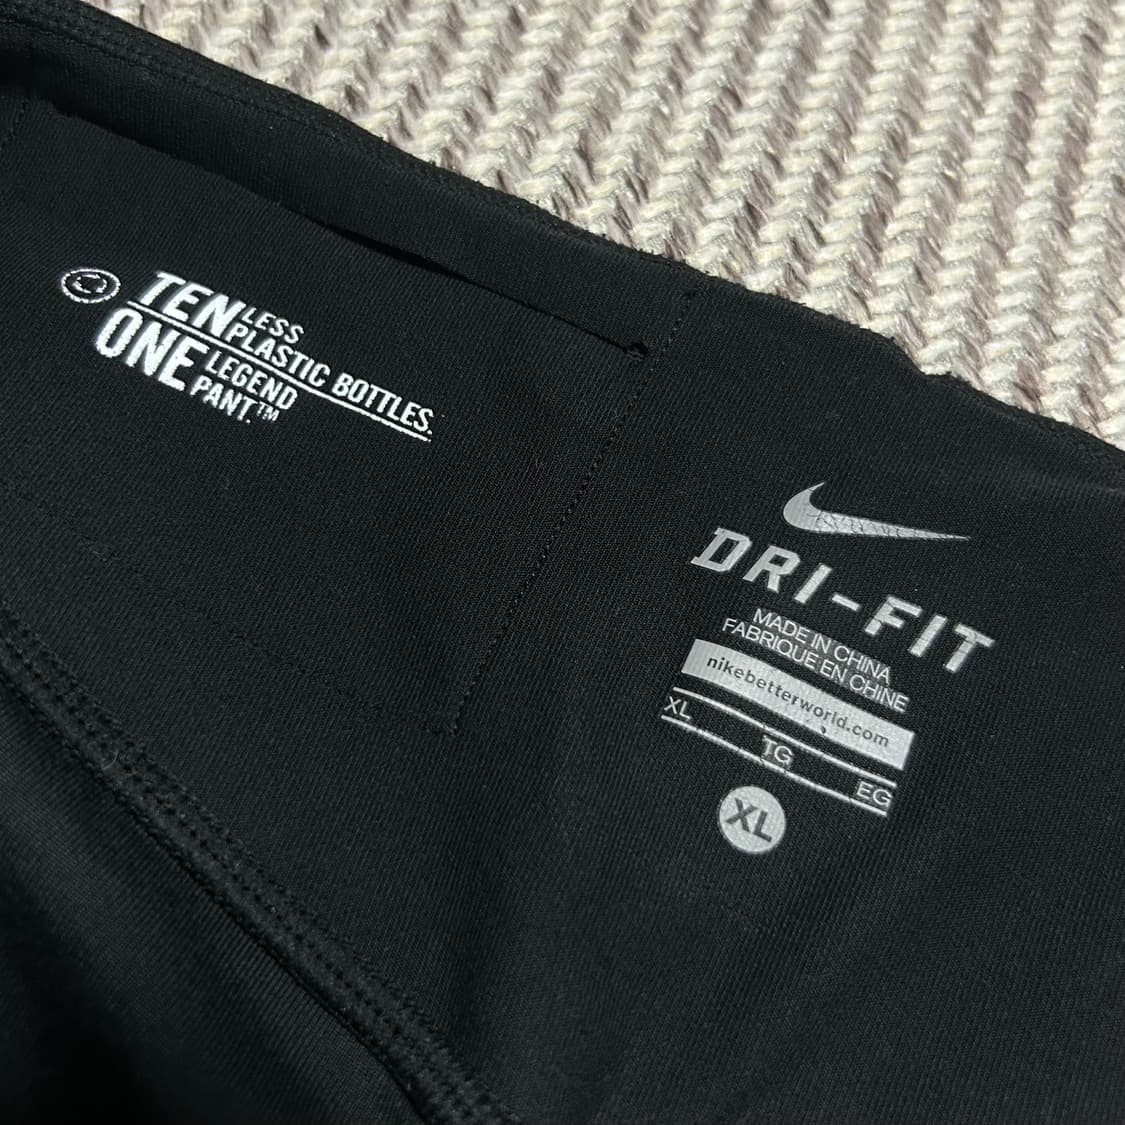 TEN LESS
PLASTIC BOTTLES.
ONE LEGEND
PANT.™
DRI-FIT
MADE IN CHINA
FABRIQUE EN CHINE
nikebetterworld.com
XL TG EG
XL